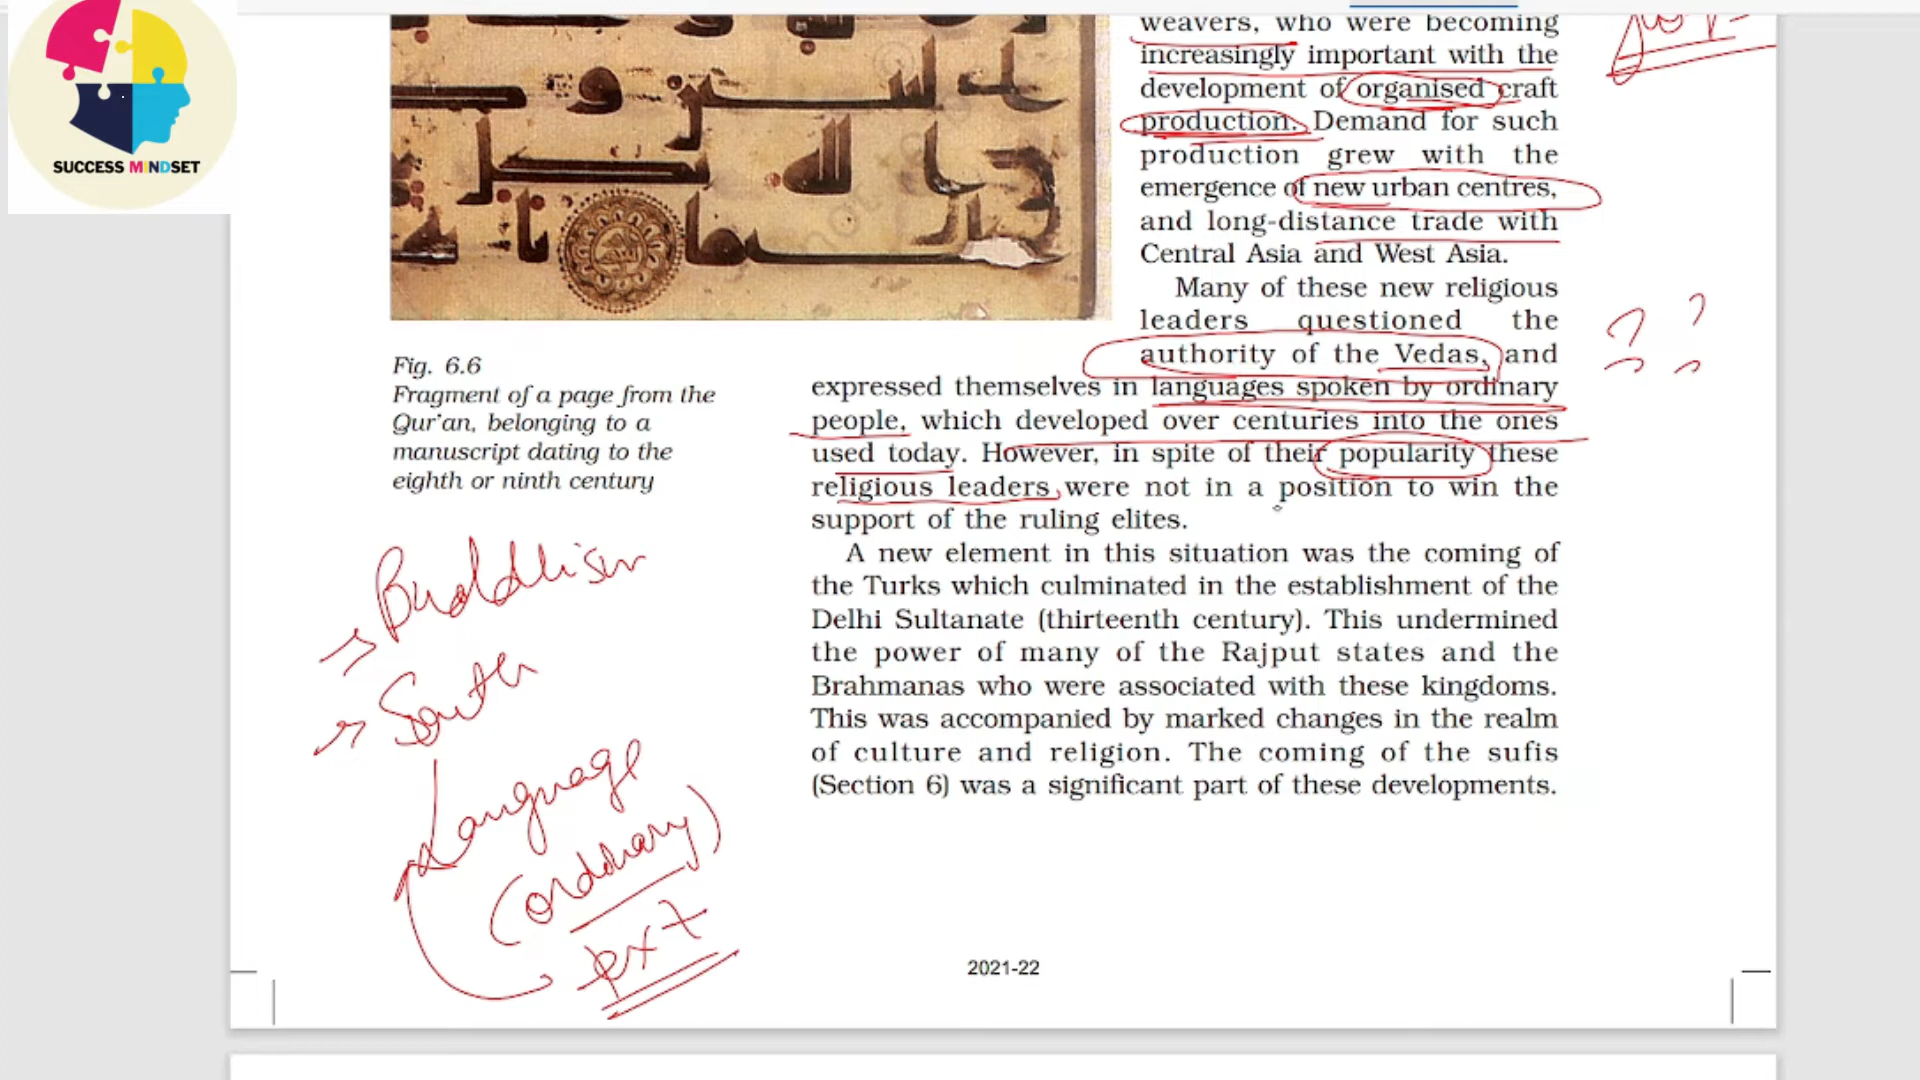 SUCCESS MINDSET
weavers, who were becoming
increasingly important with the
development of organised craft
production. Demand for such
production grew with the
emergence of new urban centres,
and long-distance trade with
Central Asia and West Asia.
Many of these new religious
leaders questioned the
authority of the Vedas, and
expressed themselves in languages spoken by ordinary
people, which developed over centuries into the ones
used today. However, in spite of their popularity these
religious leaders were not in a position to win the
support of the ruling elites.
A new element in this situation was the coming of
the Turks which culminated in the establishment of the
Delhi Sultanate (thirteenth century). This undermined
the power of many of the Rajput states and the
Brahmanas who were associated with these kingdoms.
This was accompanied by marked changes in the realm
of culture and religion. The coming of the sufis
(Section 6) was a significant part of these developments.
Fig. 6.6
Fragment of a page from the
Qur'an, belonging to a
manuscript dating to the
eighth or ninth century
? ?
Buddhism
South
Language
(ordinary)
2021-22